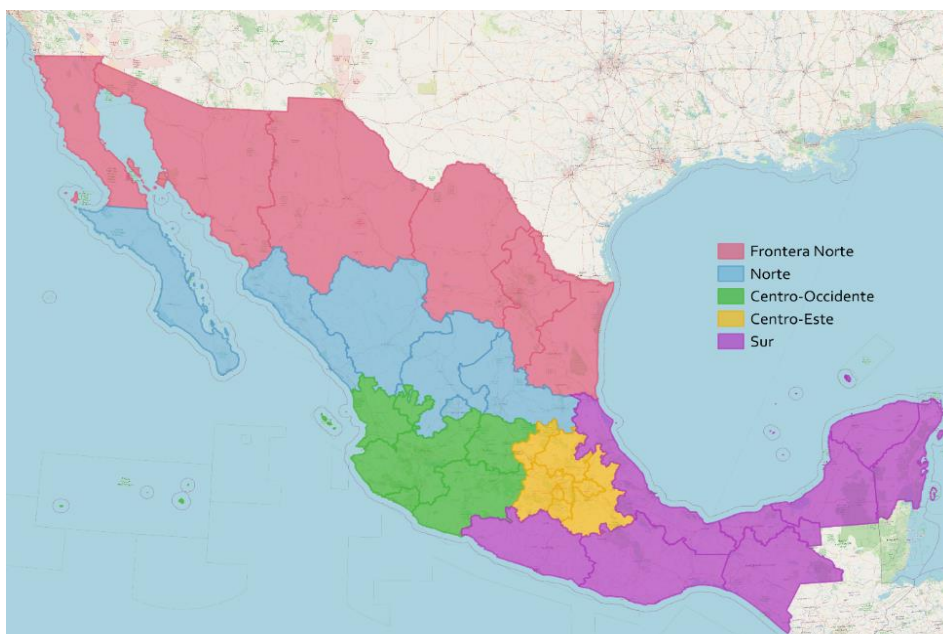 Frontera Norte
Norte
Centro-Occidente
Centro-Este
Sur